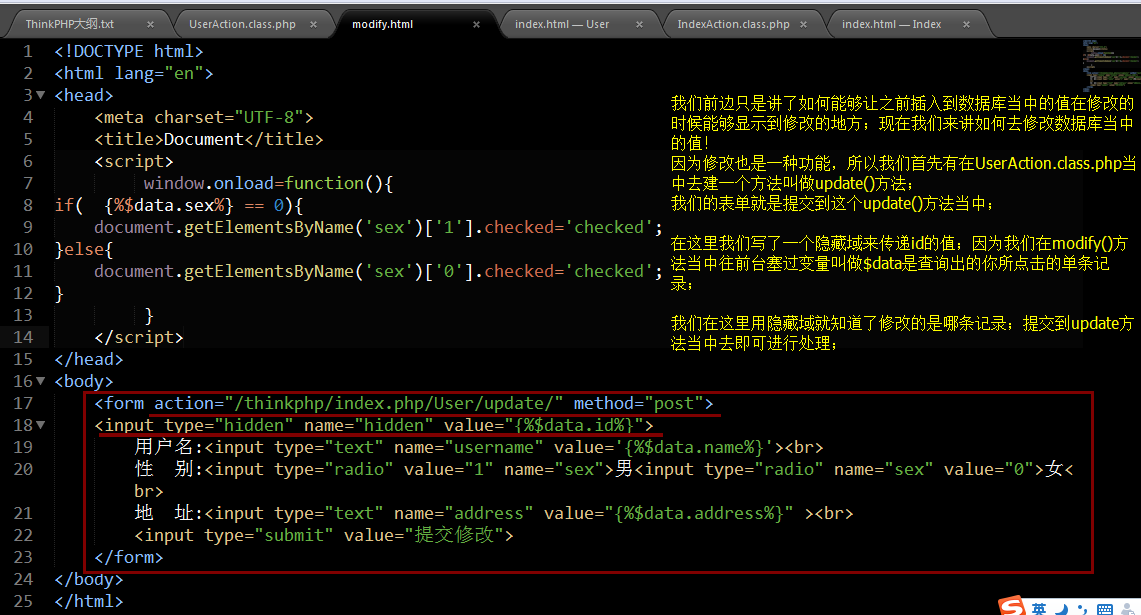 ThinkPHP大纲.txt × UserAction.class.php × modify.html × index.html — User × IndexAction.class.php × index.html — Index ×
1 <!DOCTYPE html>
2 <html lang="en">
3 <head>
4 <meta charset="UTF-8">
5 <title>Document</title>
6 <script>
7 window.onload=function(){
8 if( {%$data.sex%} == 0){
9 document.getElementsByName('sex')['1'].checked='checked';
10 }else{
11 document.getElementsByName('sex')['0'].checked='checked';
12 }
13 }
14 </script>
15 </head>
16 <body>
17 <form action="/thinkphp/index.php/User/update/" method="post">
18 <input type="hidden" name="hidden" value="{%$data.id%}">
19 用户名:<input type="text" name="username" value='{%$data.name%}'><br>
20 性 别:<input type="radio" value="1" name="sex">男<input type="radio" name="sex" value="0">女<
br>
21 地 址:<input type="text" name="address" value="{%$data.address%}" ><br>
22 <input type="submit" value="提交修改">
23 </form>
24 </body>
25 </html>
我们前边只是讲了如何能够让之前插入到数据库当中的值在修改的
时候能够显示到修改的地方；现在我们来讲如何去修改数据库当中
的值！
因为修改也是一种功能，所以我们首先有在UserAction.class.php当
中去建一个方法叫做update()方法；
我们的表单就是提交到这个update()方法当中；
在这里我们写了一个隐藏域来传递id的值；因为我们在modify()方
法当中往前台塞过变量叫做$data是查询出的你所点击的单条记
录；
我们在这里用隐藏域就知道了修改的是哪条记录；提交到update方
法当中去即可进行处理；
S 英